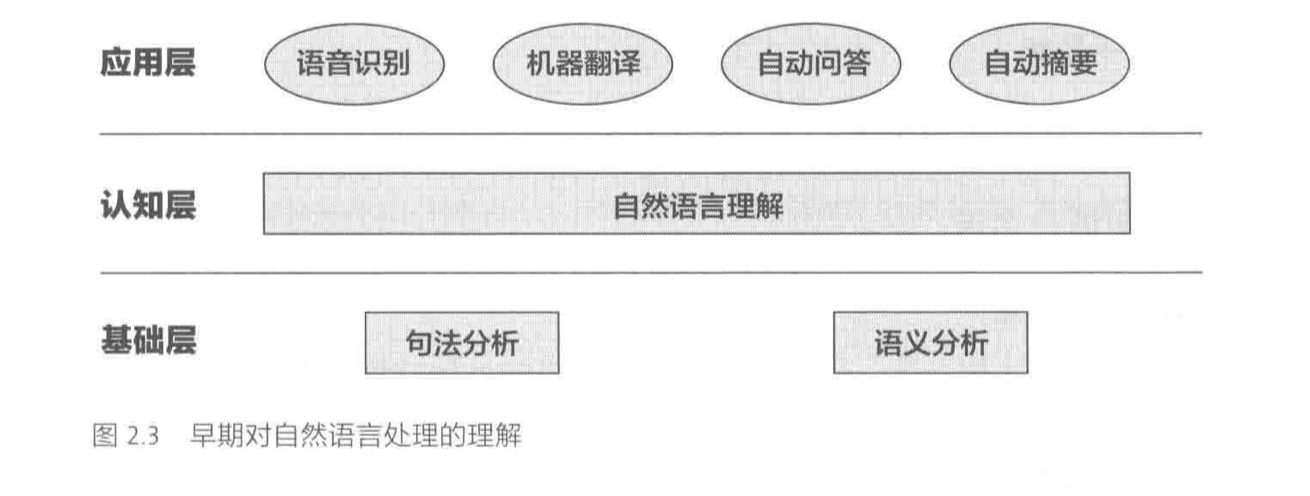 应用层 语音识别 机器翻译 自动问答 自动摘要
认知层 自然语言理解
基础层 句法分析 语义分析
图 2.3 早期对自然语言处理的理解